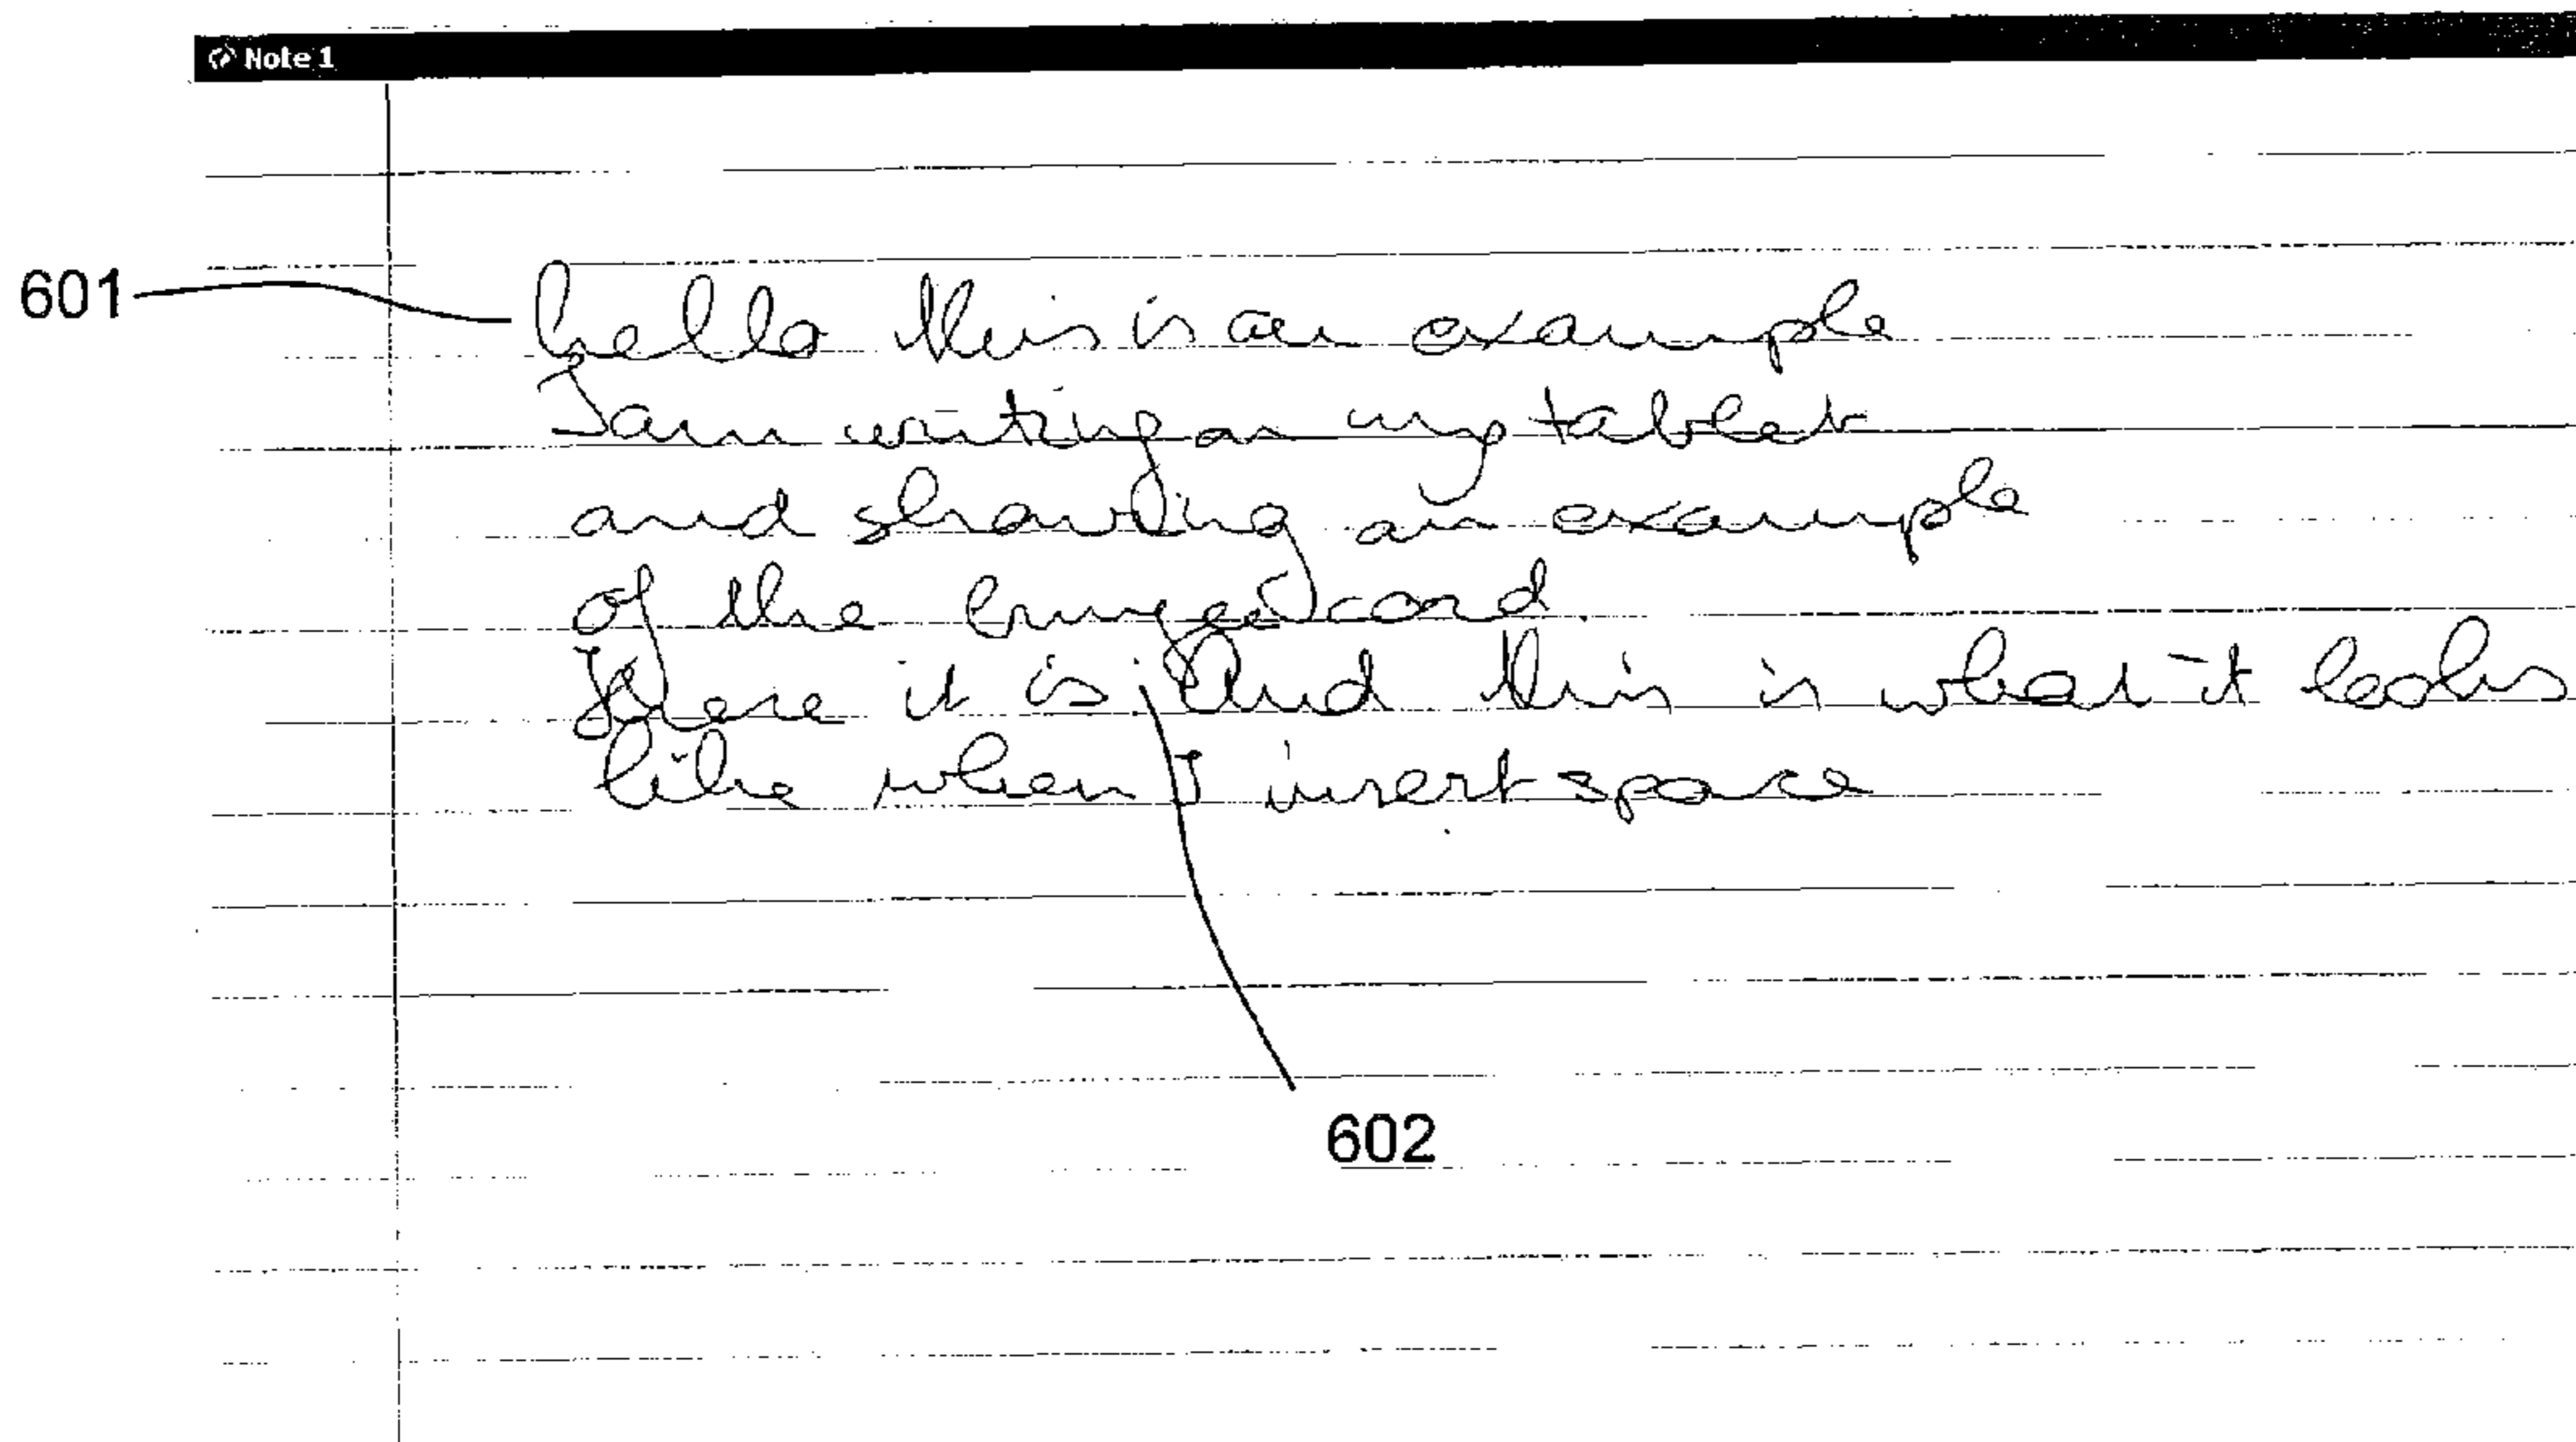 Note 1
601
hello this is an example
I am writing on my tablet
and showing an example
of the card
Here it is. And this is what it looks
like when I insert space
602